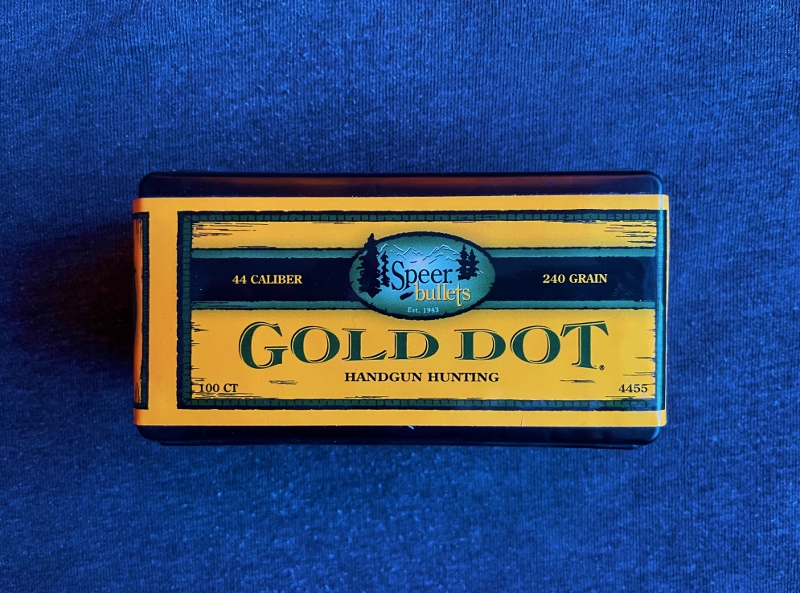 44 CALIBER
Speer
bullets
Est. 1943
240 GRAIN
GOLD DOT®
HANDGUN HUNTING
100 CT
4455